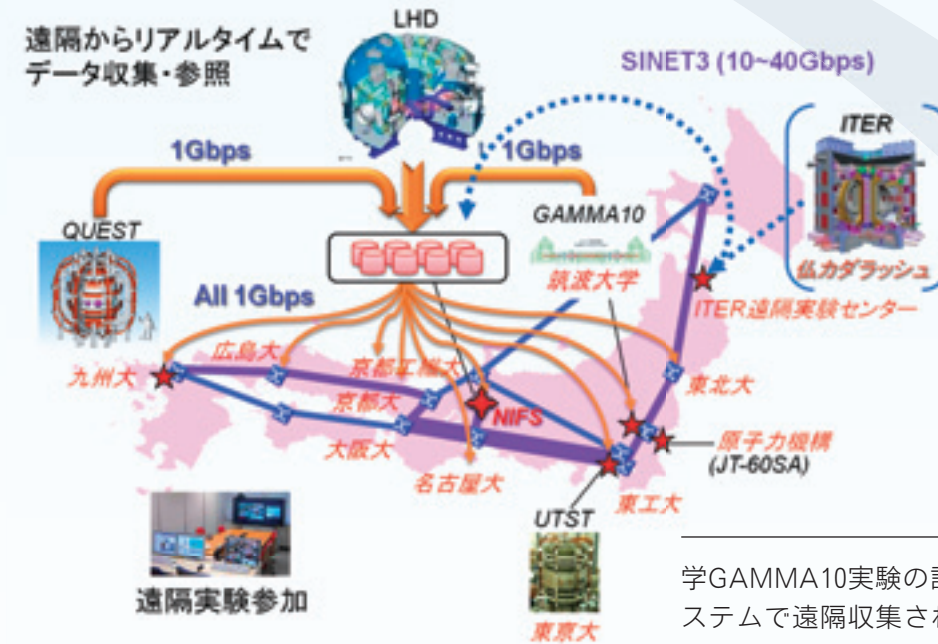 遠隔からリアルタイムで
データ収集・参照
LHD
SINET3 (10~40Gbps)
ITER
仏カダラッシュ
1Gbps
1Gbps
QUEST
GAMMA10
筑波大学
All 1Gbps
ITER遠隔実験センター
九州大
広島大
京都工繊大
京都大
NIFS
東北大
大阪大
名古屋大
原子力機構
(JT-60SA)
東工大
UTST
東京大
遠隔実験参加
学GAMMA10実験の
ステムで遠隔収集され